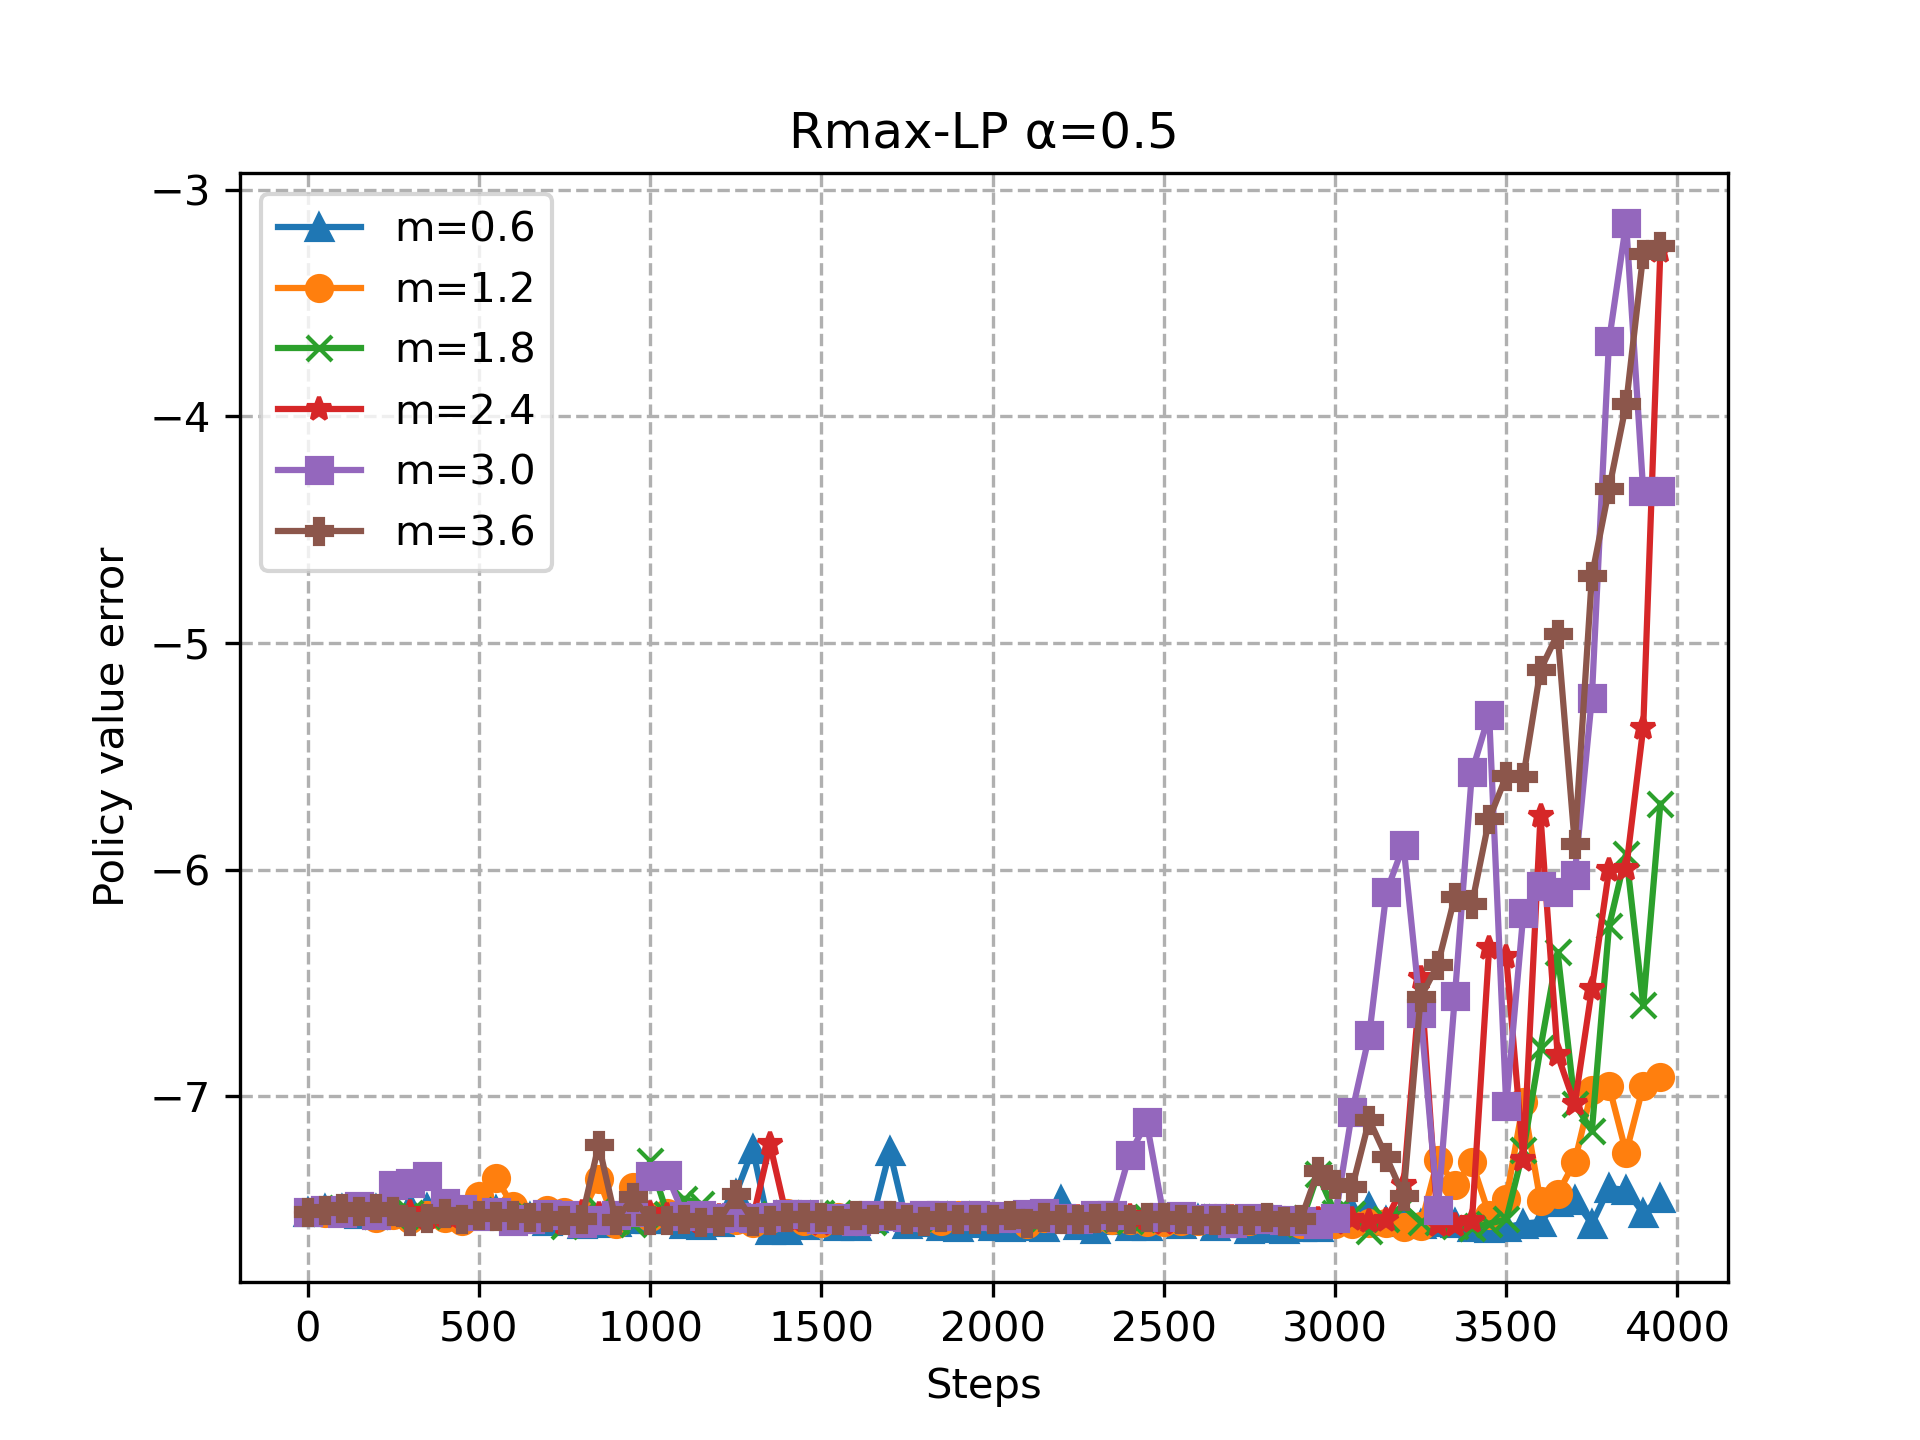 Rmax-LP α=0.5
m=0.6
m=1.2
m=1.8
m=2.4
m=3.0
m=3.6
Policy value error
−3
−4
−5
−6
−7
0 500 1000 1500 2000 2500 3000 3500 4000
Steps